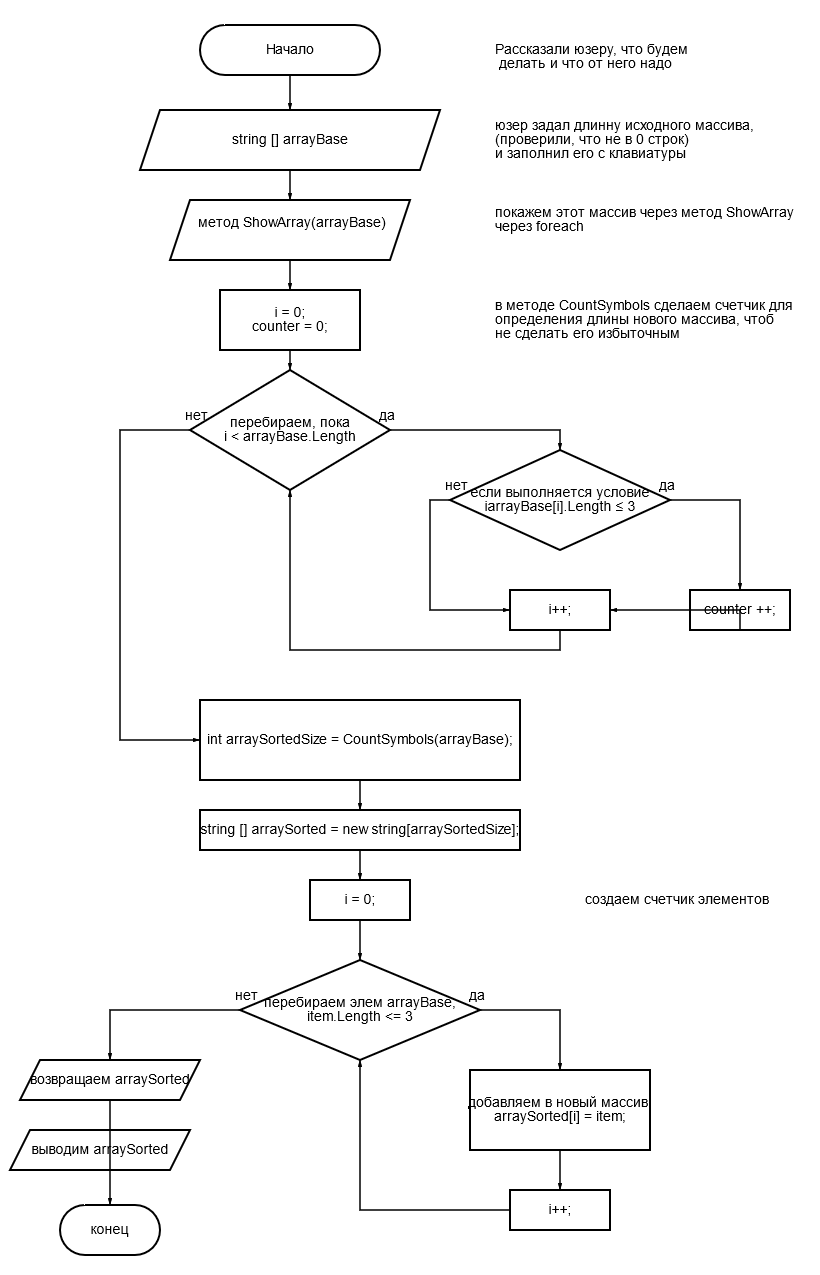 Начало
Рассказали юзеру, что будем
делать и что от него надо
string [] arrayBase
юзер задал длинну исходного массива,
(проверили, что не в 0 строк)
и заполнил его с клавиатуры
метод ShowArray(arrayBase)
покажем этот массив через метод ShowArray
через foreach
i = 0;
counter = 0;
в методе CountSymbols сделаем счетчик для
определения длины нового массива, чтоб
не сделать его избыточным
нет
да
перебираем, пока
i < arrayBase.Length
нет
да
если выполняется условие
iarrayBase[i].Length ≤ 3
i++;
counter ++;
int arraySortedSize = CountSymbols(arrayBase);
string [] arraySorted = new string[arraySortedSize];
i = 0;
создаем счетчик элементов
нет
да
перебираем элем arrayBase,
item.Length <= 3
возвращаем arraySorted
добавляем в новый массив
arraySorted[i] = item;
выводим arraySorted
i++;
конец